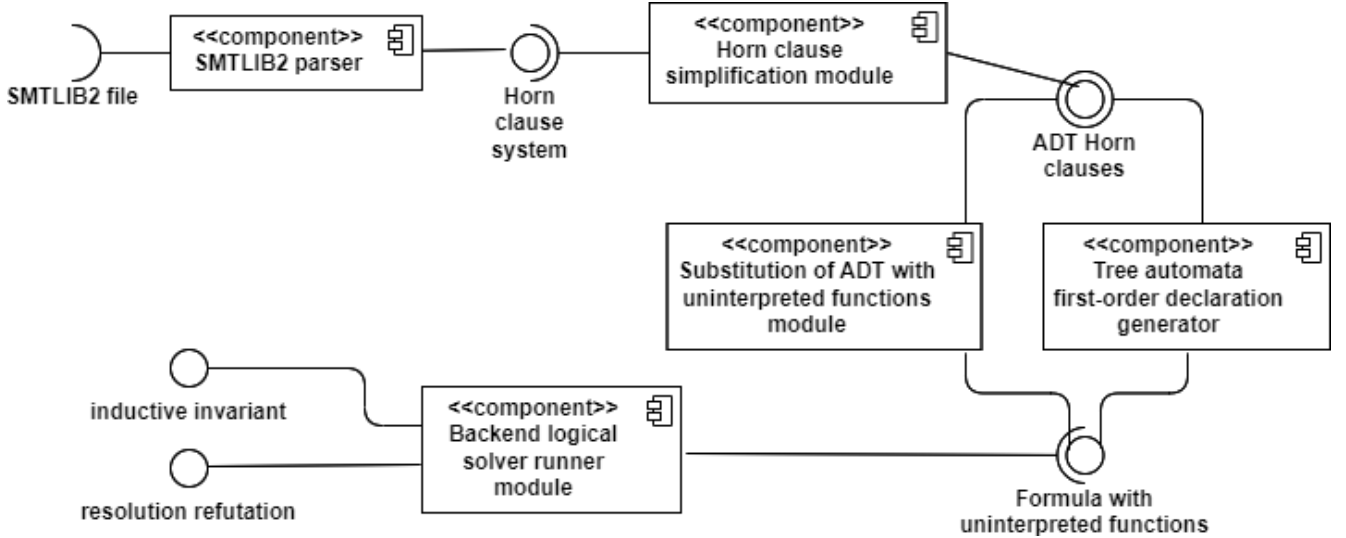 <<component>>
SMTLIB2 parser
SMTLIB2 file
Horn
clause
system
<<component>>
Horn clause
simplification module
ADT Horn
clauses
<<component>>
Substitution of ADT with
uninterpreted functions
module
<<component>>
Tree automata
first-order declaration
generator
inductive invariant
resolution refutation
<<component>>
Backend logical
solver runner
module
Formula with
uninterpreted functions